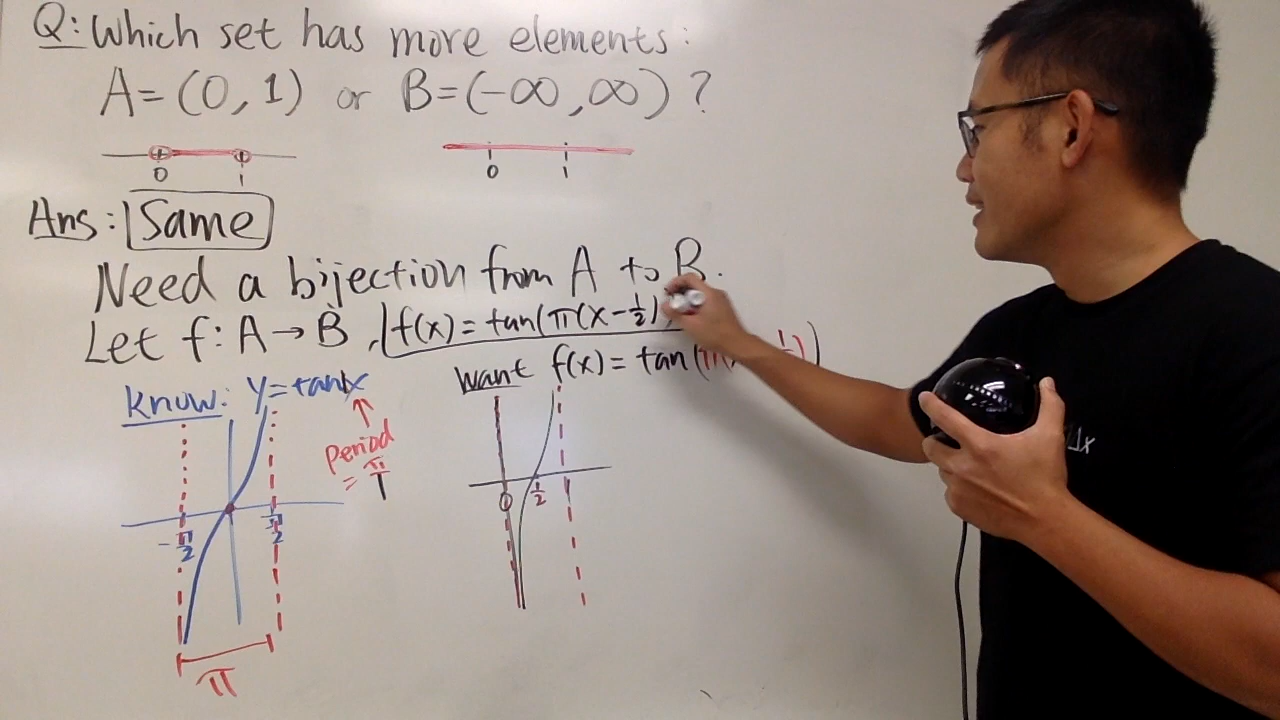 Q: Which set has more elements:
A = (0, 1) or B = (-∞, ∞) ?
0 1 0 1
Ans: Same
Need a bijection from A to B.
Let f: A → B, f(x) = tan(π(x - 1/2)
Know: y = tan 1x
want f(x) = tan(
period = π/1
-π/2 π/2
0 1/2
π